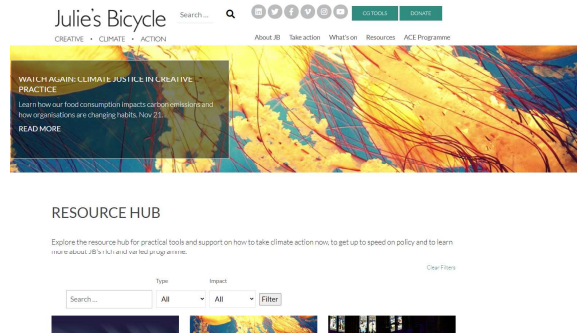 Julie's Bicycle
CREATIVE • CLIMATE • ACTION
Search ...
CG TOOLS
DONATE
About JB
Take action
What's on
Resources
ACE Programme
WATCH AGAIN: CLIMATE JUSTICE IN CREATIVE
PRACTICE
Learn how our food consumption impacts carbon emissions and
how organisations are changing habits. Nov 21...
READ MORE
RESOURCE HUB
Explore the resource hub for practical tools and support on how to take climate action now, to get up to speed on policy and to learn
more about JB's rich and varied programme.
Clear Filters
Type
Impact
Search ...
All
All
Filter